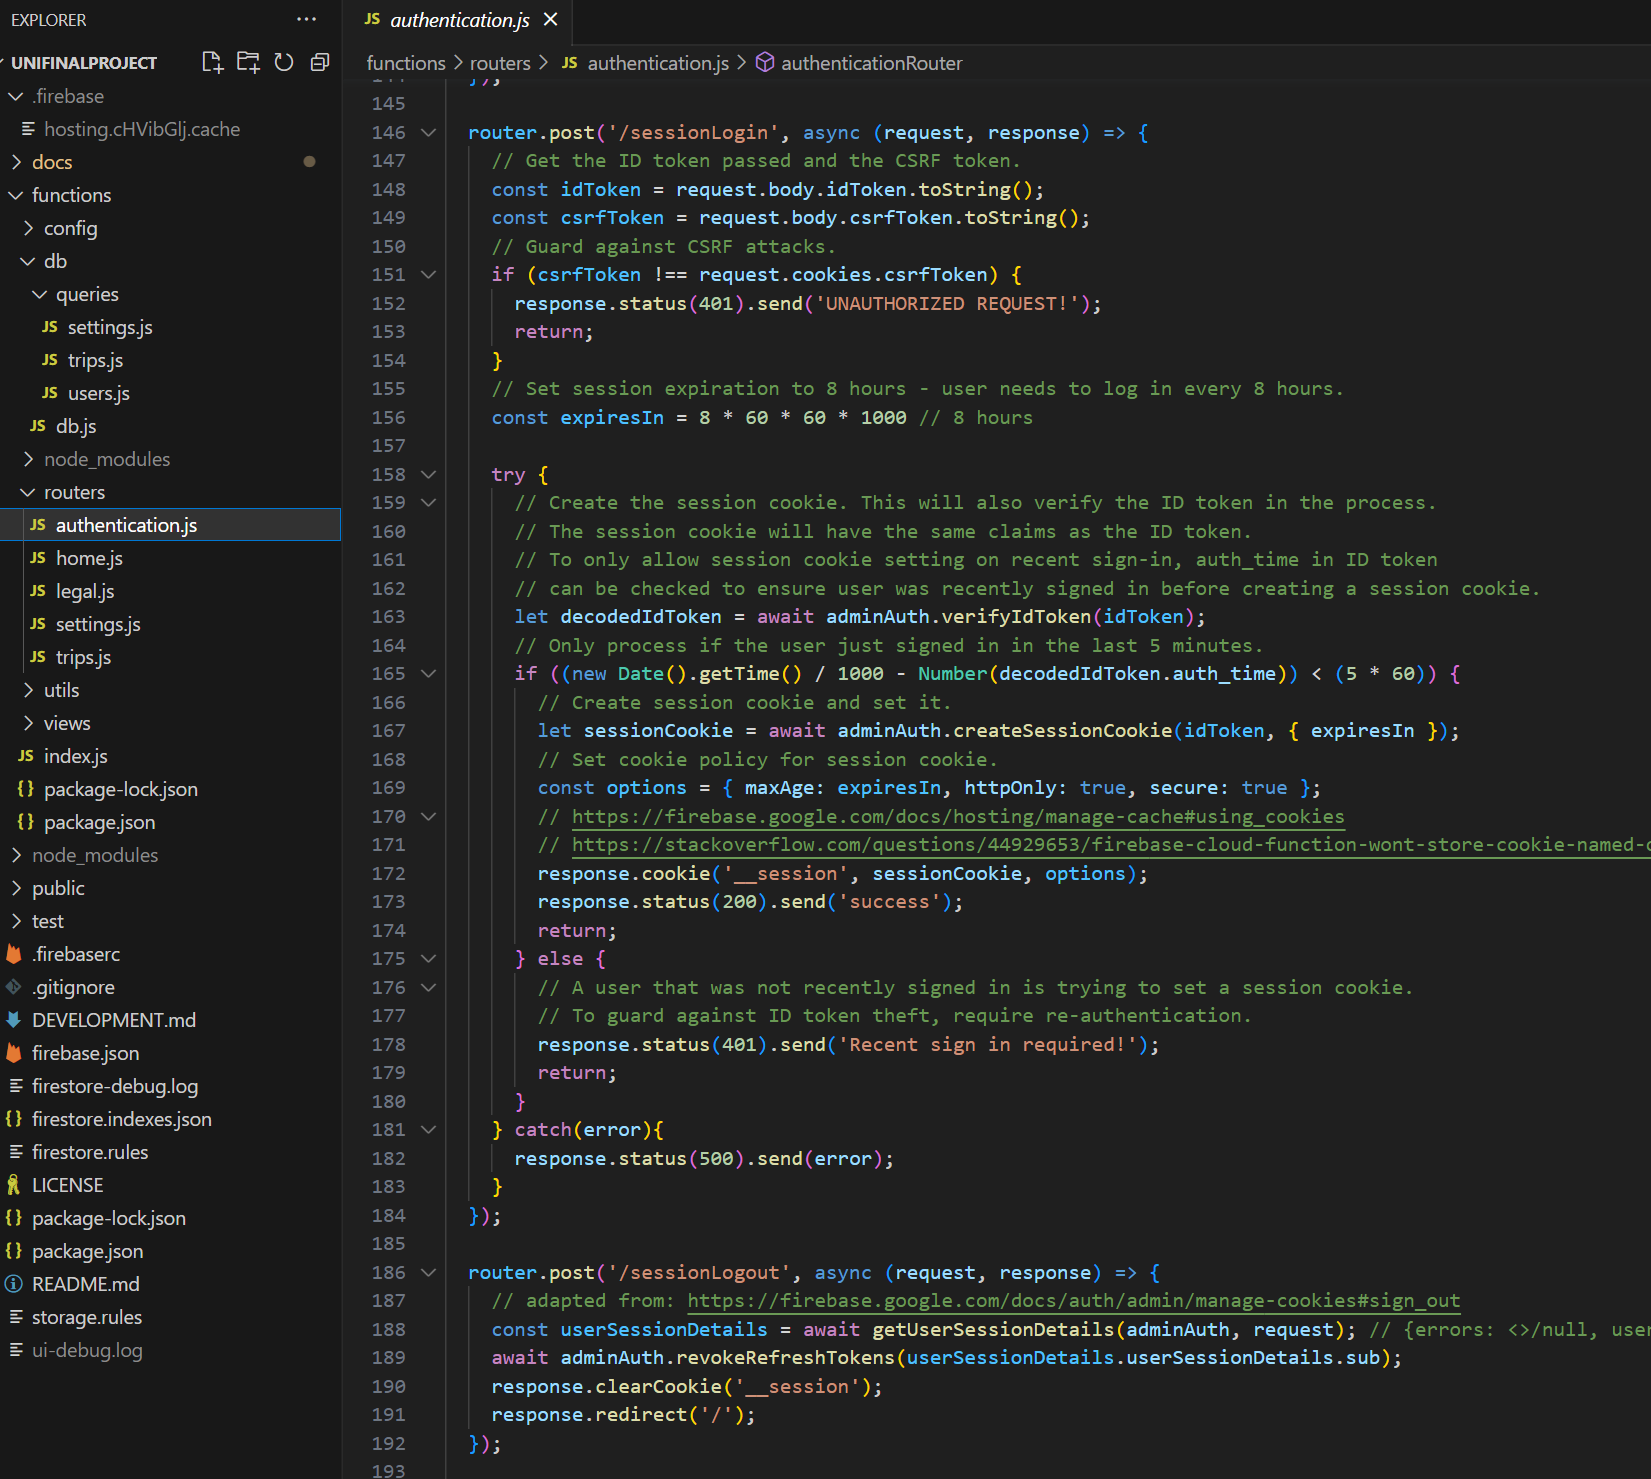 EXPLORER
UNIFINALPROJECT
.firebase
hosting.cHVibGlj.cache
docs
functions
config
db
queries
JS settings.js
JS trips.js
JS users.js
JS db.js
node_modules
routers
JS authentication.js
JS home.js
JS legal.js
JS settings.js
JS trips.js
utils
views
JS index.js
{} package-lock.json
{} package.json
node_modules
public
test
.firebaserc
.gitignore
DEVELOPMENT.md
firebase.json
firestore-debug.log
{} firestore.indexes.json
firestore.rules
LICENSE
{} package-lock.json
{} package.json
README.md
storage.rules
ui-debug.log
JS authentication.js
functions > routers > JS authentication.js > authenticationRouter
144 });
145
146 router.post('/sessionLogin', async (request, response) => {
147 // Get the ID token passed and the CSRF token.
148 const idToken = request.body.idToken.toString();
149 const csrfToken = request.body.csrfToken.toString();
150 // Guard against CSRF attacks.
151 if (csrfToken !== request.cookies.csrfToken) {
152 response.status(401).send('UNAUTHORIZED REQUEST!');
153 return;
154 }
155 // Set session expiration to 8 hours - user needs to log in every 8 hours.
156 const expiresIn = 8 * 60 * 60 * 1000 // 8 hours
157
158 try {
159 // Create the session cookie. This will also verify the ID token in the process.
160 // The session cookie will have the same claims as the ID token.
161 // To only allow session cookie setting on recent sign-in, auth_time in ID token
162 // can be checked to ensure user was recently signed in before creating a session cookie.
163 let decodedIdToken = await adminAuth.verifyIdToken(idToken);
164 // Only process if the user just signed in in the last 5 minutes.
165 if ((new Date().getTime() / 1000 - Number(decodedIdToken.auth_time)) < (5 * 60)) {
166 // Create session cookie and set it.
167 let sessionCookie = await adminAuth.createSessionCookie(idToken, { expiresIn });
168 // Set cookie policy for session cookie.
169 const options = { maxAge: expiresIn, httpOnly: true, secure: true };
170 // https://firebase.google.com/docs/hosting/manage-cache#using_cookies
171 // https://stackoverflow.com/questions/44929653/firebase-cloud-function-wont-store-cookie-named-
172 response.cookie('__session', sessionCookie, options);
173 response.status(200).send('success');
174 return;
175 } else {
176 // A user that was not recently signed in is trying to set a session cookie.
177 // To guard against ID token theft, require re-authentication.
178 response.status(401).send('Recent sign in required!');
179 return;
180 }
181 } catch(error){
182 response.status(500).send(error);
183 }
184 });
185
186 router.post('/sessionLogout', async (request, response) => {
187 // adapted from: https://firebase.google.com/docs/auth/admin/manage-cookies#sign_out
188 const userSessionDetails = await getUserSessionDetails(adminAuth, request); // {errors: <>/null, user
189 await adminAuth.revokeRefreshTokens(userSessionDetails.userSessionDetails.sub);
190 response.clearCookie('__session');
191 response.redirect('/');
192 });
193